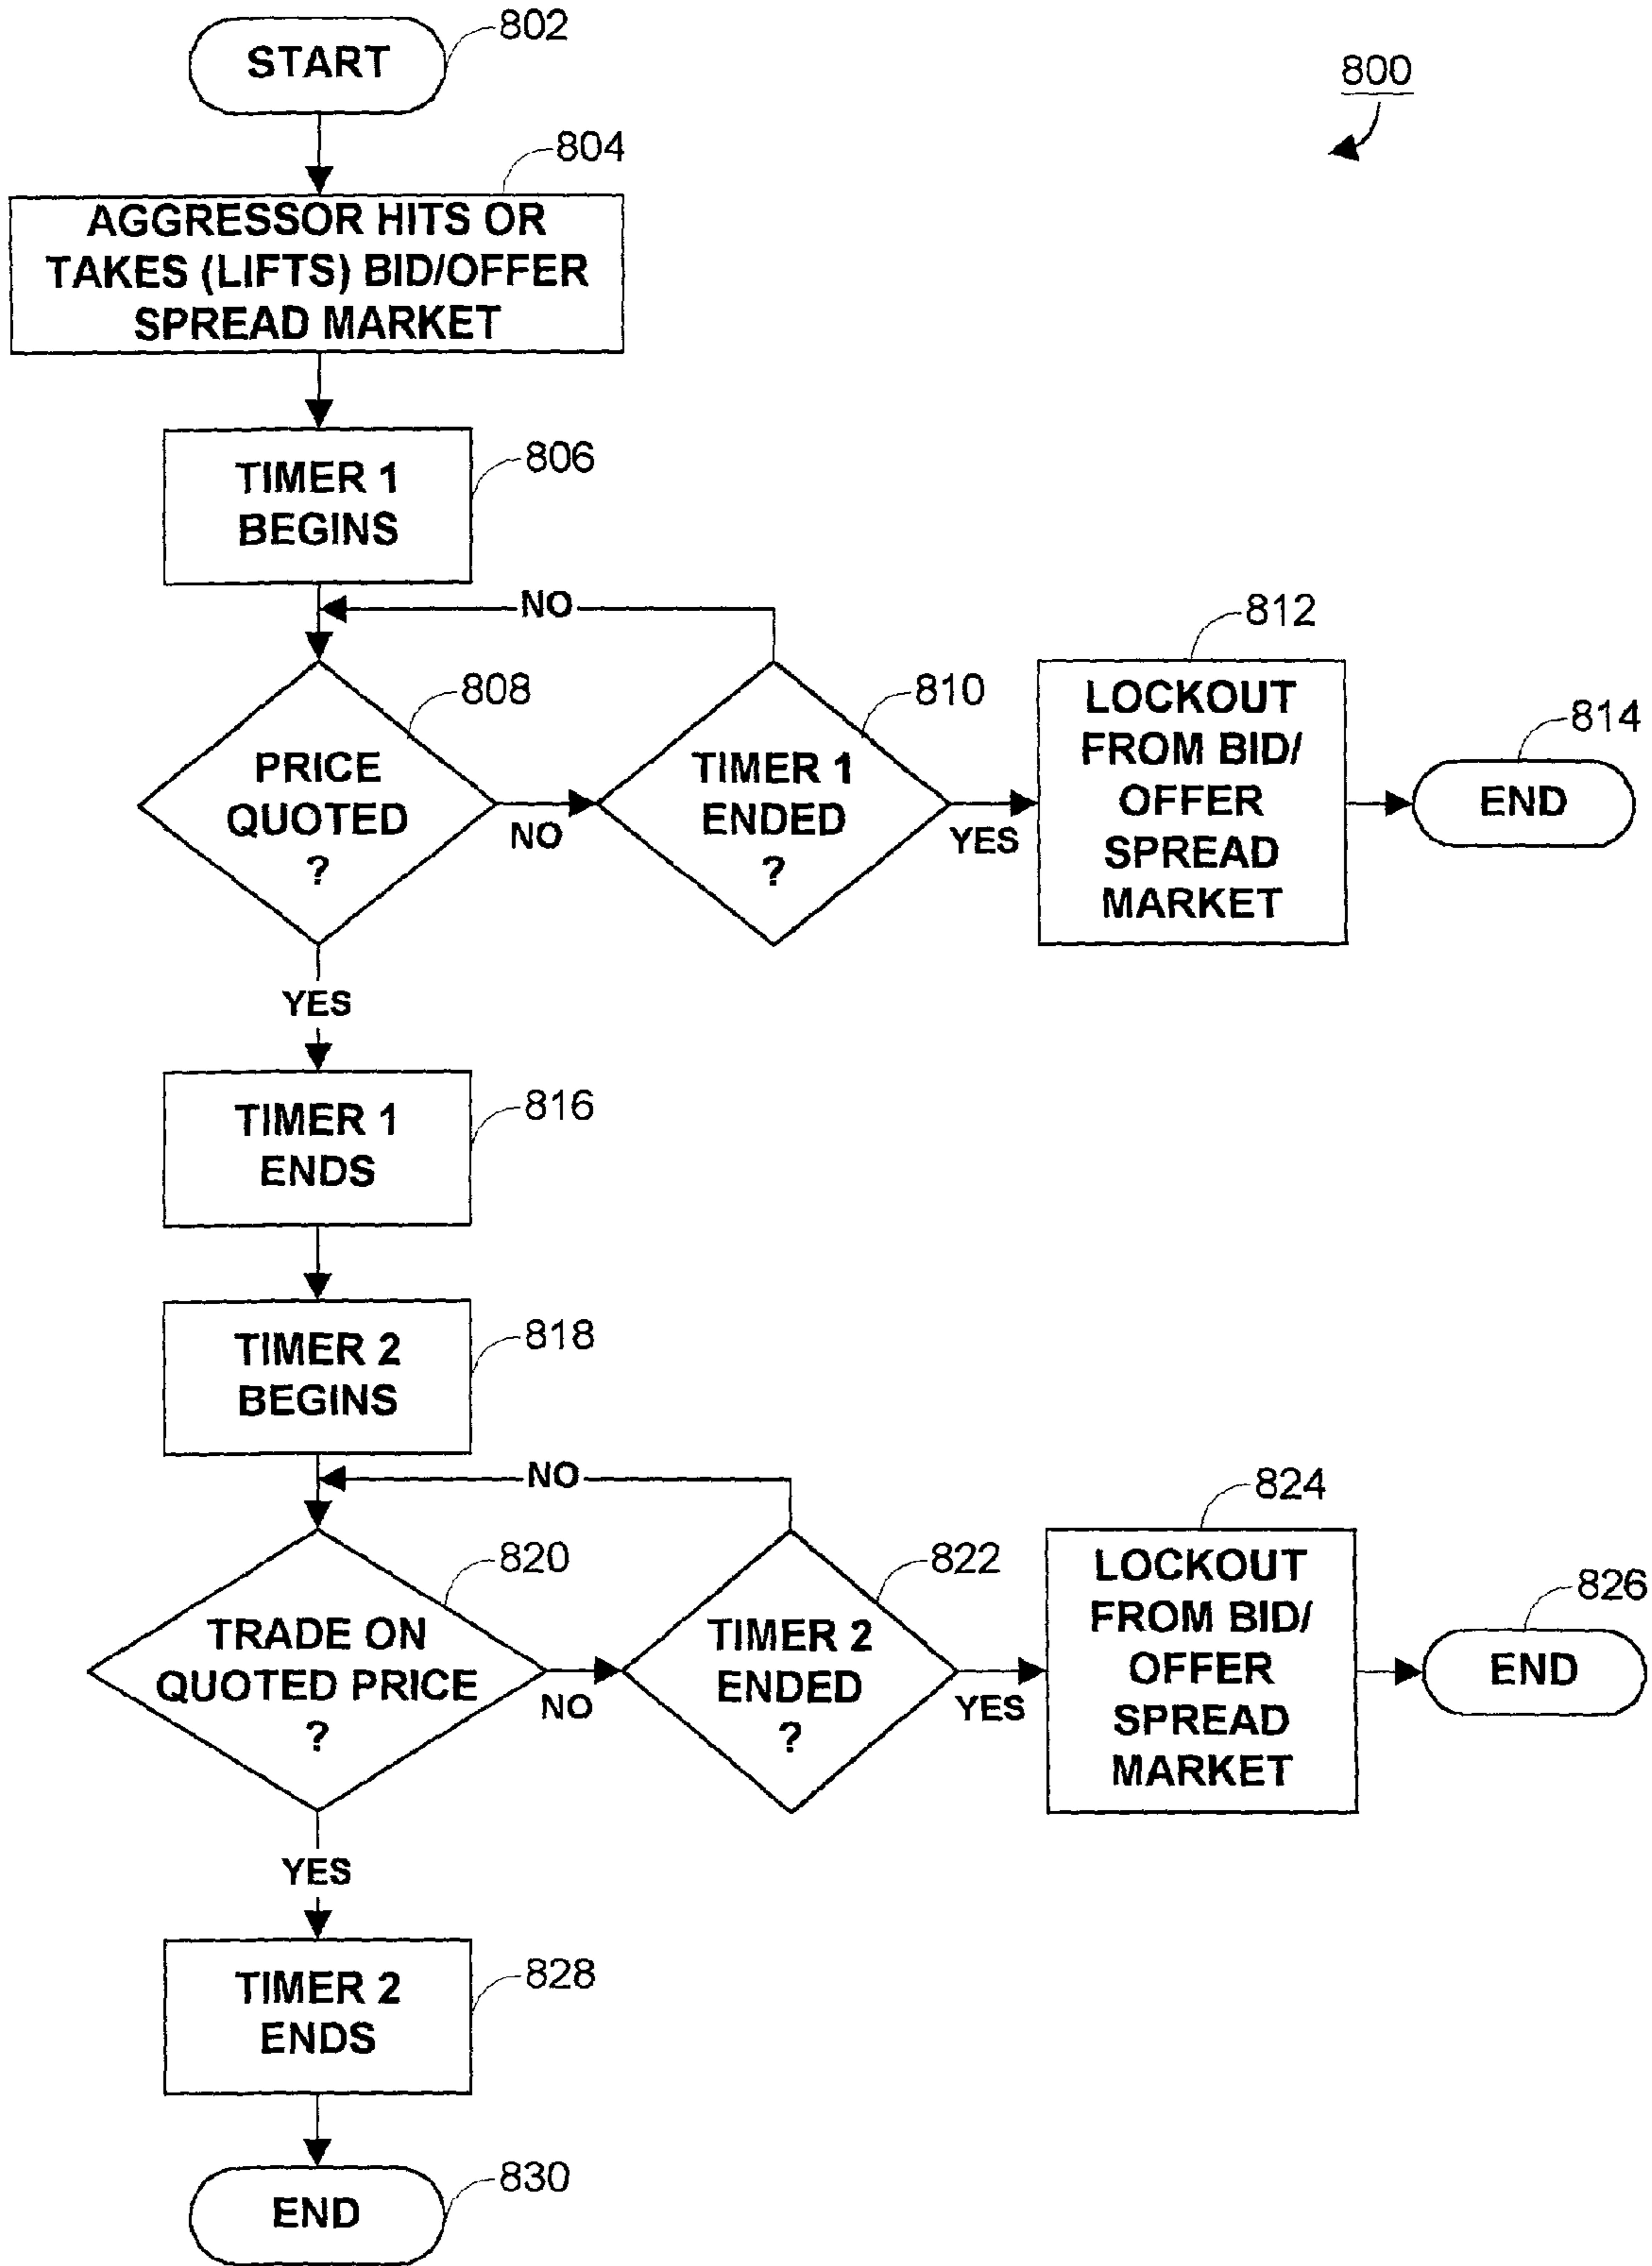 802
START
800
804
AGGRESSOR HITS OR
TAKES (LIFTS) BID/OFFER
SPREAD MARKET
806
TIMER 1
BEGINS
NO
808
PRICE
QUOTED
?
NO
810
TIMER 1
ENDED
?
YES
812
LOCKOUT
FROM BID/
OFFER
SPREAD
MARKET
814
END
YES
816
TIMER 1
ENDS
818
TIMER 2
BEGINS
NO
820
TRADE ON
QUOTED PRICE
?
NO
822
TIMER 2
ENDED
?
YES
824
LOCKOUT
FROM BID/
OFFER
SPREAD
MARKET
826
END
YES
828
TIMER 2
ENDS
830
END